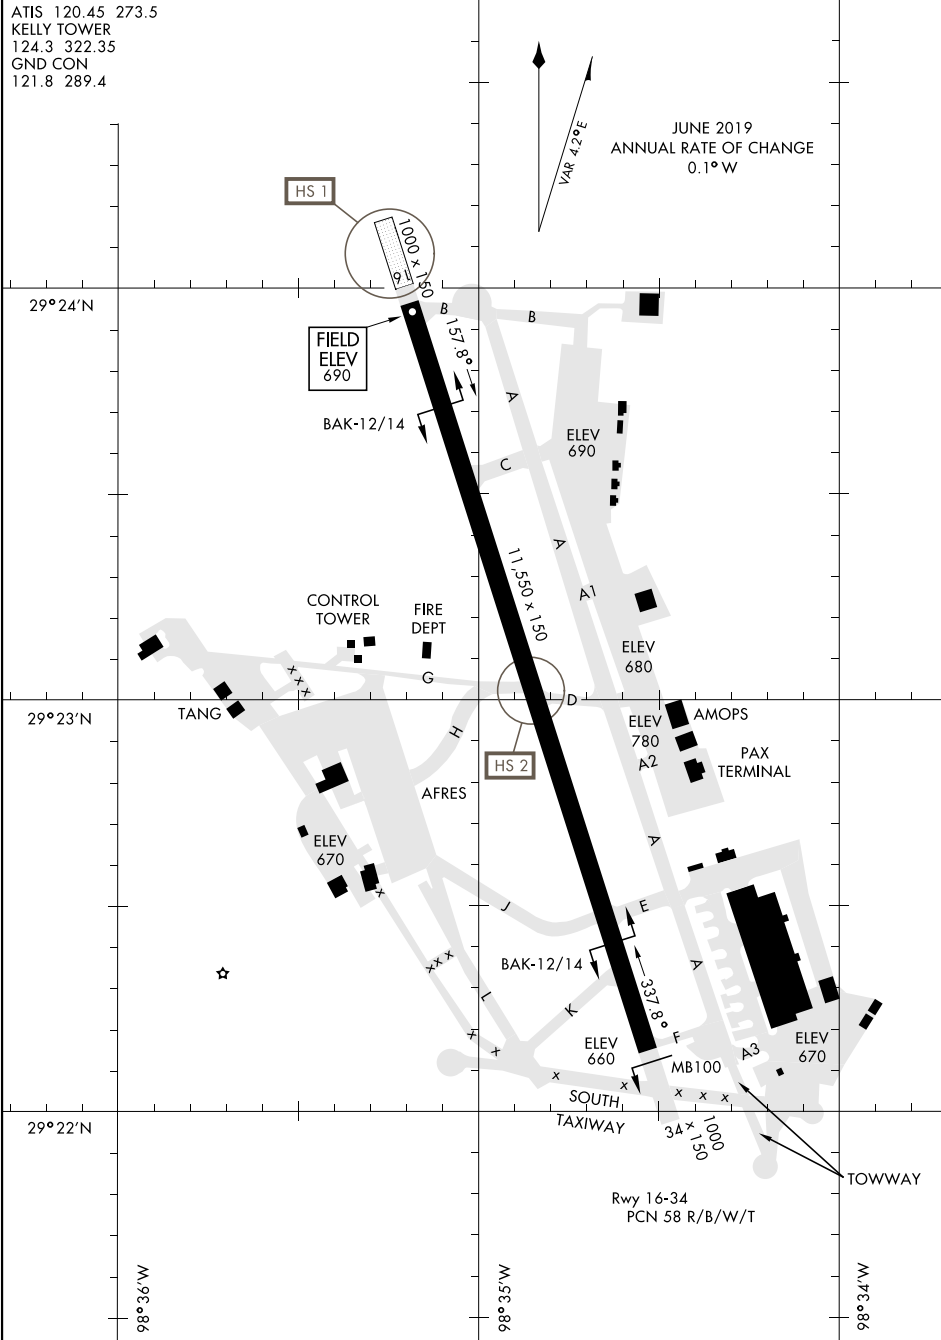 ATIS 120.45 273.5
KELLY TOWER
124.3 322.35
GND CON
121.8 289.4
VAR 4.2°E
JUNE 2019
ANNUAL RATE OF CHANGE
0.1° W
HS 1
1000 x 150
16
29°24'N
B
B
FIELD
ELEV
690
157.8°
A
BAK-12/14
ELEV
690
C
A
11,550 x 150
A1
CONTROL
TOWER
FIRE
DEPT
x
x
x
G
ELEV
680
29°23'N
TANG
D
H
ELEV
780
AMOPS
A2
PAX
TERMINAL
HS 2
AFRES
ELEV
670
A
x
J
E
BAK-12/14
x
x
x
A
L
337.8°
K
x
x
ELEV
660
F
A3
ELEV
670
MB100
x
x
x
x
x
SOUTH
TAXIWAY
29°22'N
34
1000
x 150
TOWWAY
Rwy 16-34
PCN 58 R/B/W/T
98°36'W
98°35'W
98°34'W